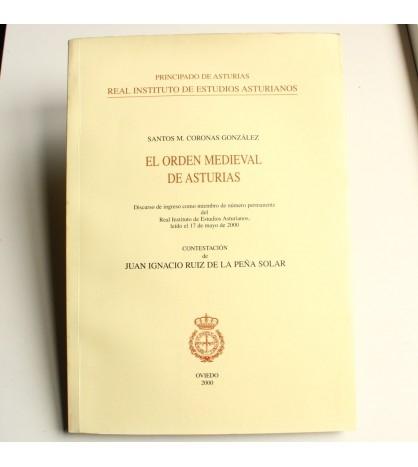 PRINCIPADO DE ASTURIAS
REAL INSTITUTO DE ESTUDIOS ASTURIANOS
SANTOS M. CORONAS GONZÁLEZ
EL ORDEN MEDIEVAL
DE ASTURIAS
Discurso de ingreso como miembro de número permanente
del
Real Instituto de Estudios Asturianos,
leído el 17 de mayo de 2000
CONTESTACIÓN
de
JUAN IGNACIO RUIZ DE LA PEÑA SOLAR
OVIEDO
2000